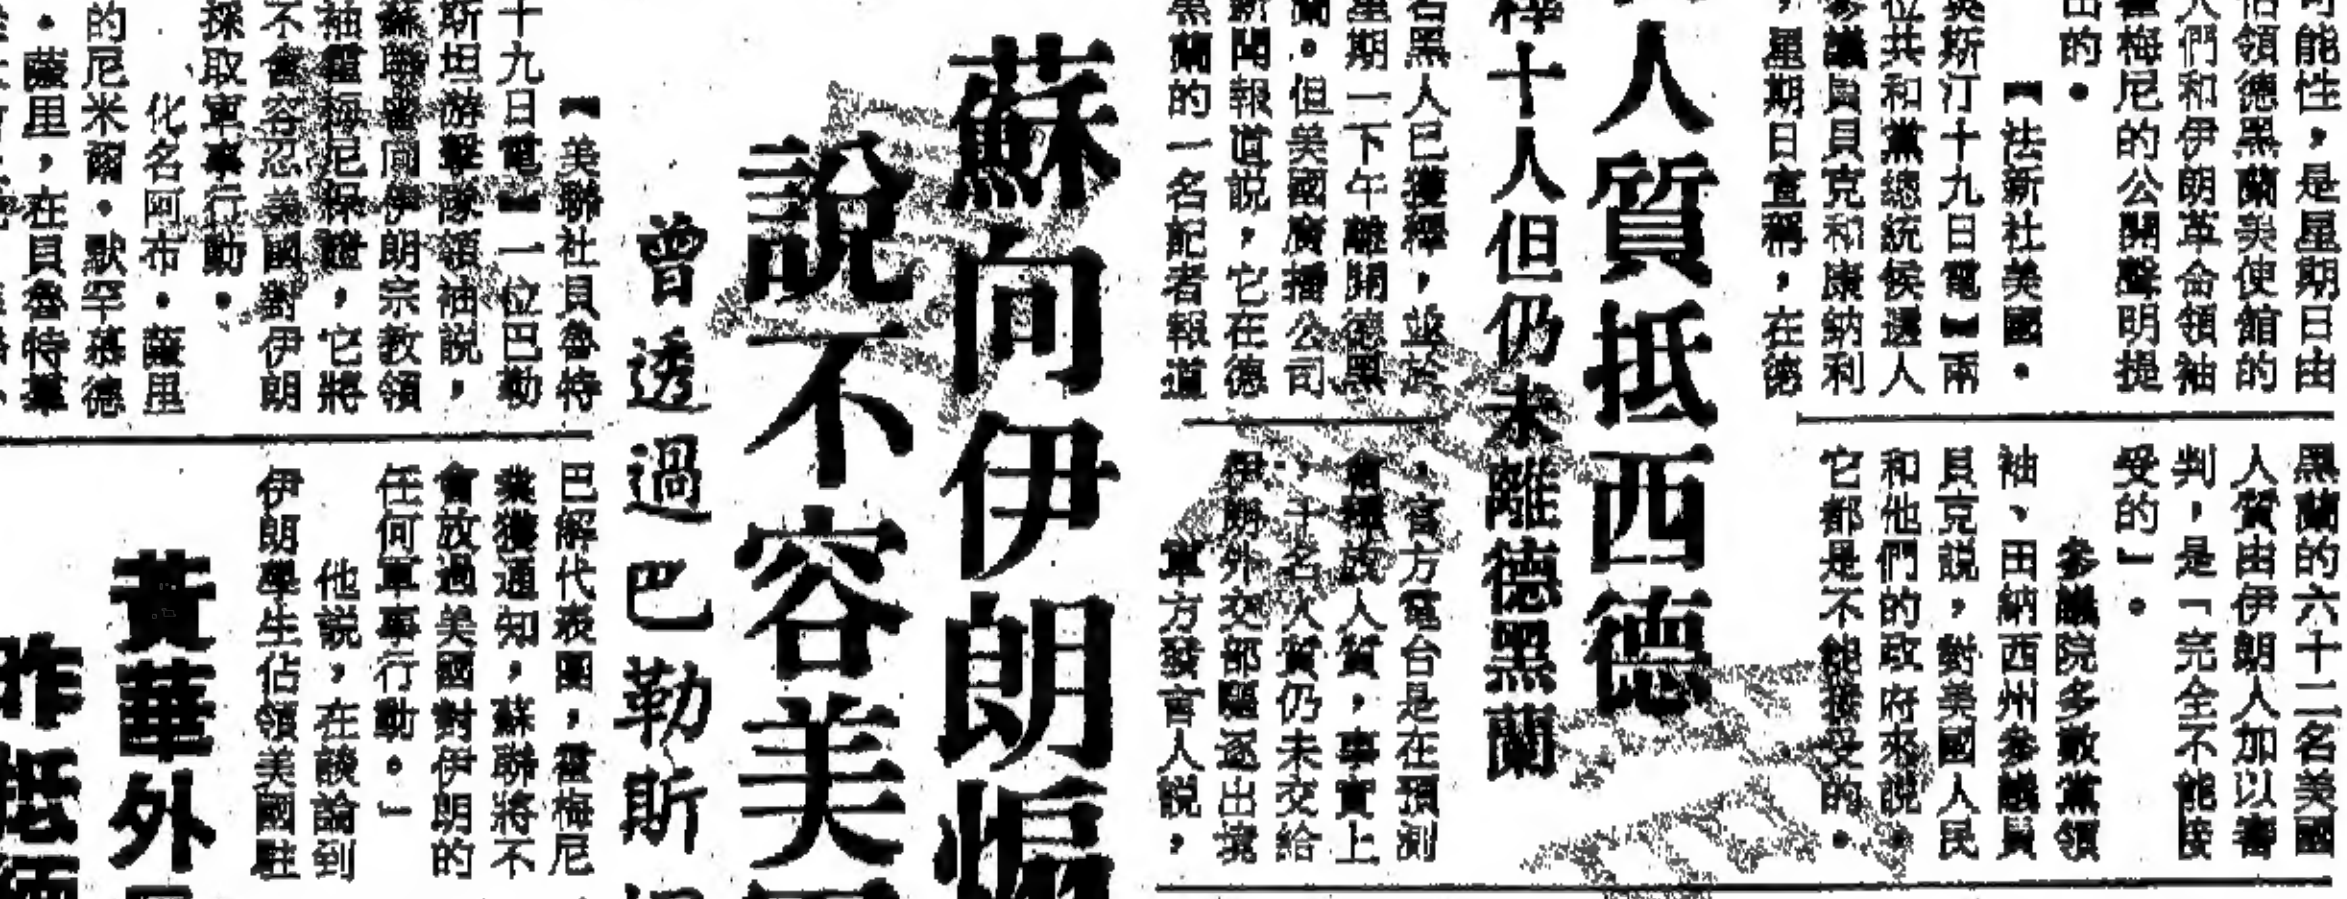 可能性，是星期日由
佔領德黑蘭美使館的
人們和伊朗革命領袖
霍梅尼的公開聲明提
出的。
【法新社美國．
奧斯汀十九日電】兩
位共和黨總統候選人
參議員貝克和康納利
，星期日宣稱，在德
黑蘭的六十二名美國
人質由伊朗人加以審
判，是「完全不能接
受的」。
參議院多數黨領
袖、田納西州參議員
貝克說，對美國人民
和他們的政府來說，
它都是不能接受的。
人質抵西德
釋十人但仍未離德黑蘭
名黑人已獲釋，並於
星期一下午離開德黑
蘭。但美國廣播公司
新聞報道說，它在德
黑蘭的一名記者報道
，官方電台是在預測
會釋放人質，事實上
，十名人質仍未交給
伊朗外交部驅逐出境
軍方發言人說，
蘇向伊朗
說不容美
曾透過巴勒斯
【美聯社貝魯特
十九日電】一位巴勒
斯坦游擊隊領袖說，
蘇聯曾向伊朗宗教領
袖霍梅尼保證，它將
不會容忍美國對伊朗
採取軍事行動。
化名阿布．薩里
的尼米爾．默罕慕德
．薩里，在貝魯特
巴解代表團，霍梅尼
業獲通知，蘇聯將不
會放過美國對伊朗的
任何軍事行動。」
他說，在談論到
伊朗學生佔領美國駐
黃華外
昨抵